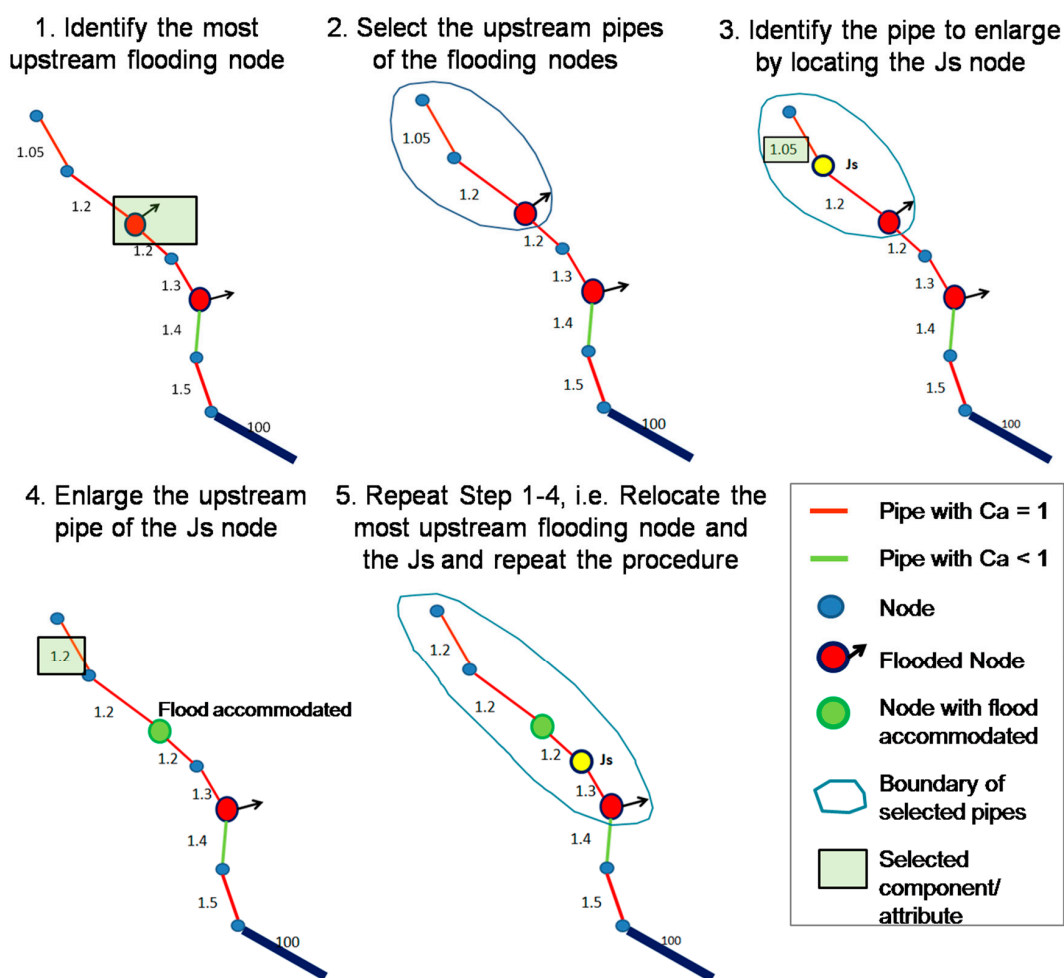 1. Identify the most
upstream flooding node
1.05
1.2
1.2
1.3
1.4
1.5
100
2. Select the upstream pipes
of the flooding nodes
1.05
1.2
1.2
1.3
1.4
1.5
100
3. Identify the pipe to enlarge
by locating the Js node
1.05
Js
1.2
1.2
1.3
1.4
1.5
100
4. Enlarge the upstream
pipe of the Js node
1.2
1.2
Flood accommodated
1.2
1.3
1.4
1.5
100
5. Repeat Step 1-4, i.e. Relocate the
most upstream flooding node and
the Js and repeat the procedure
1.2
1.2
1.2
Js
1.3
1.4
1.5
100
Pipe with Ca = 1
Pipe with Ca < 1
Node
Flooded Node
Node with flood
accommodated
Boundary of
selected pipes
Selected
component/
attribute